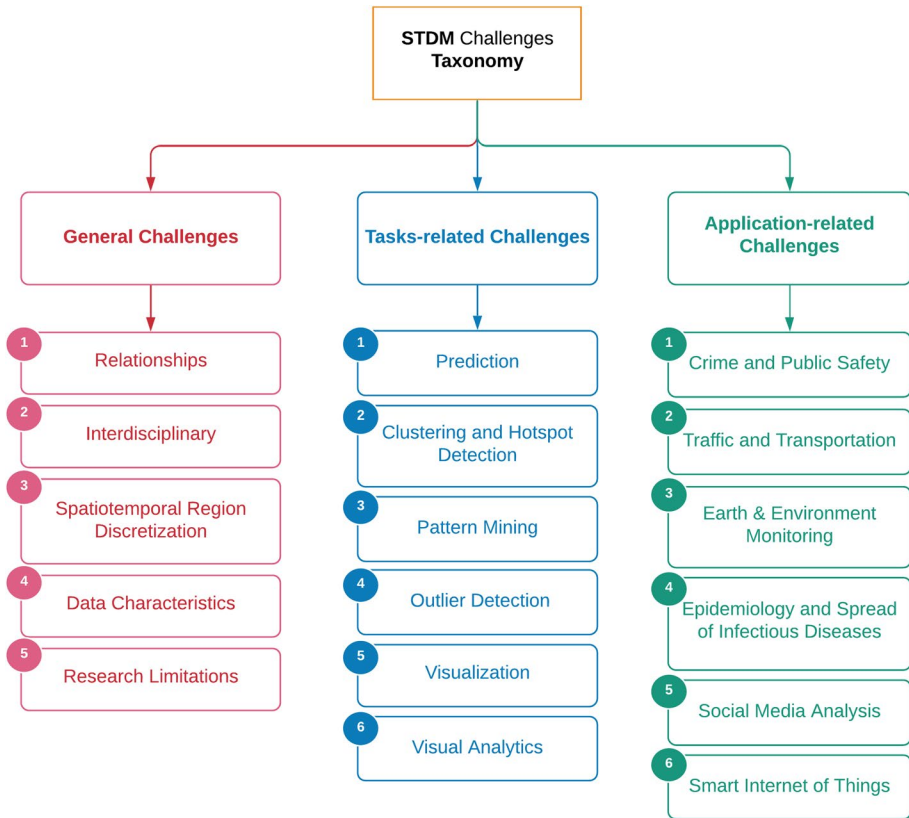 STDM Challenges
Taxonomy
General Challenges
1
Relationships
2
Interdisciplinary
3
Spatiotemporal Region
Discretization
4
Data Characteristics
5
Research Limitations
Tasks-related Challenges
1
Prediction
2
Clustering and Hotspot
Detection
3
Pattern Mining
4
Outlier Detection
5
Visualization
6
Visual Analytics
Application-related
Challenges
1
Crime and Public Safety
2
Traffic and Transportation
3
Earth & Environment
Monitoring
4
Epidemiology and Spread
of Infectious Diseases
5
Social Media Analysis
6
Smart Internet of Things